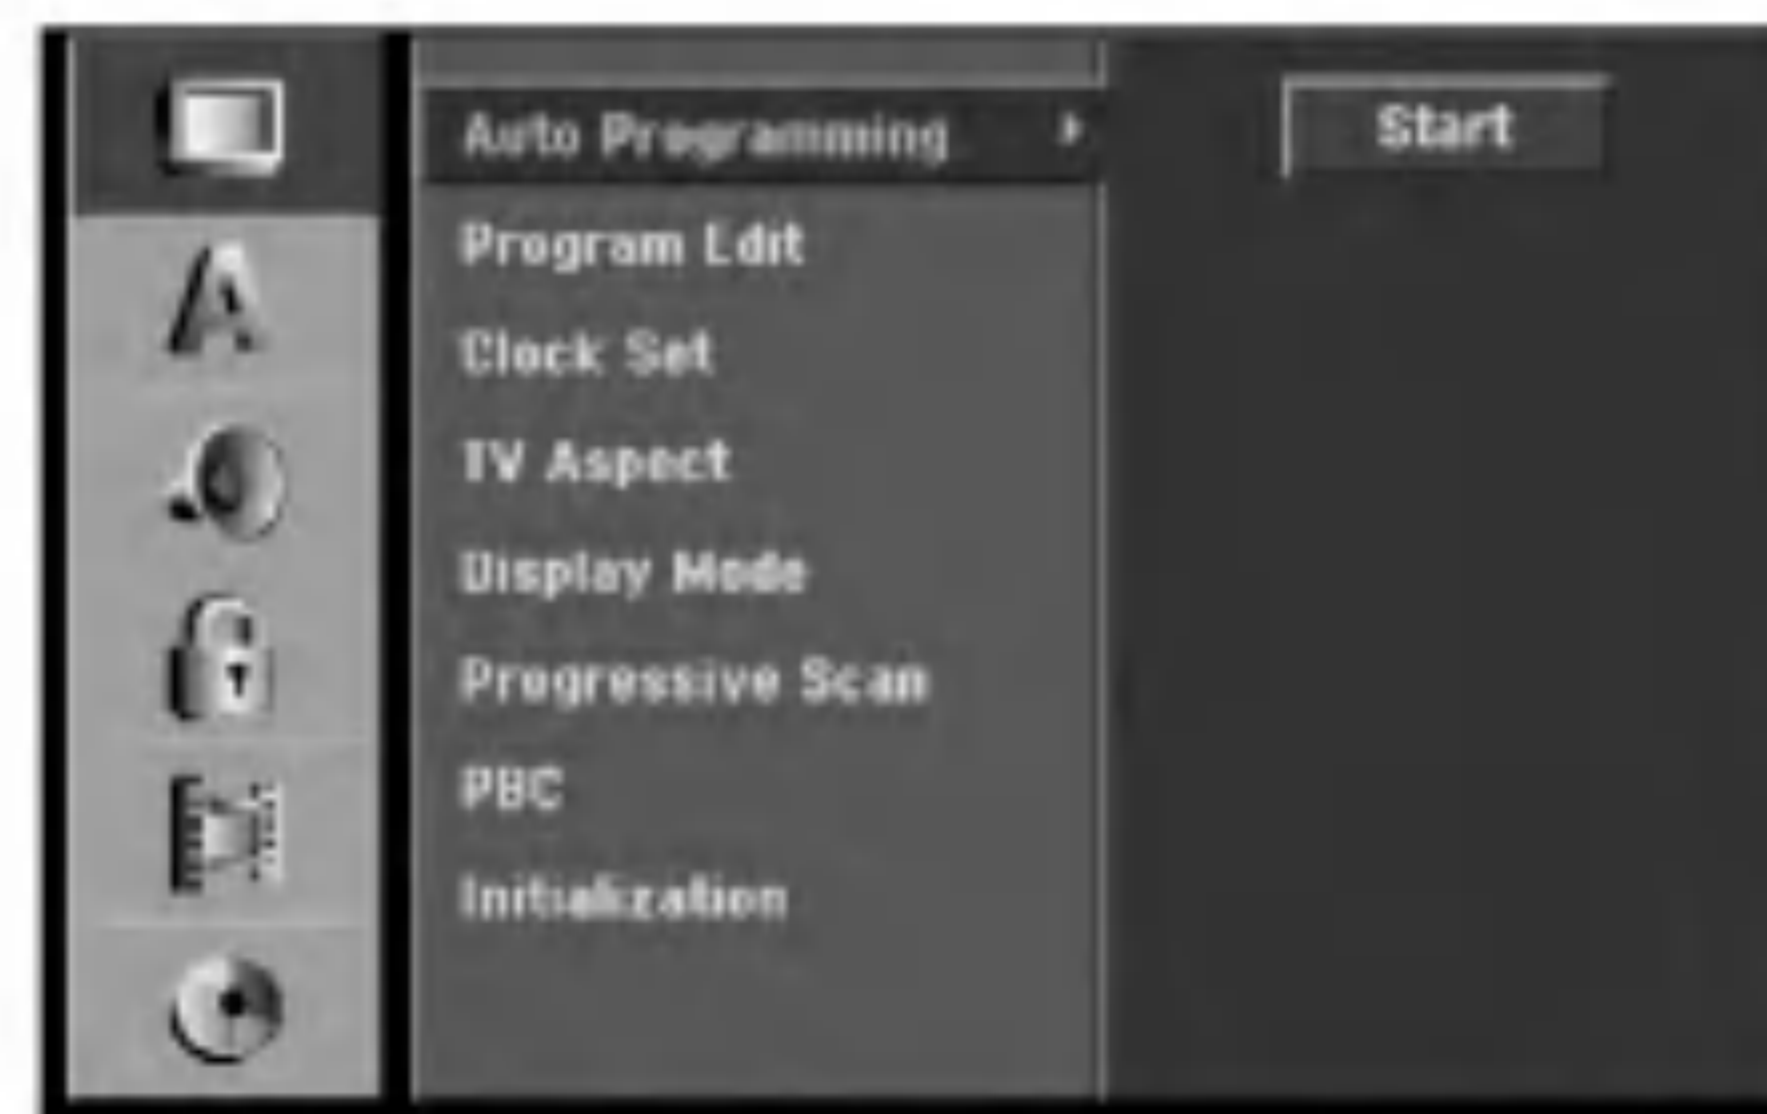 Auto Programming
Start
Program Edit
Clock Set
TV Aspect
Display Mode
Progressive Scan
PBC
Initialization